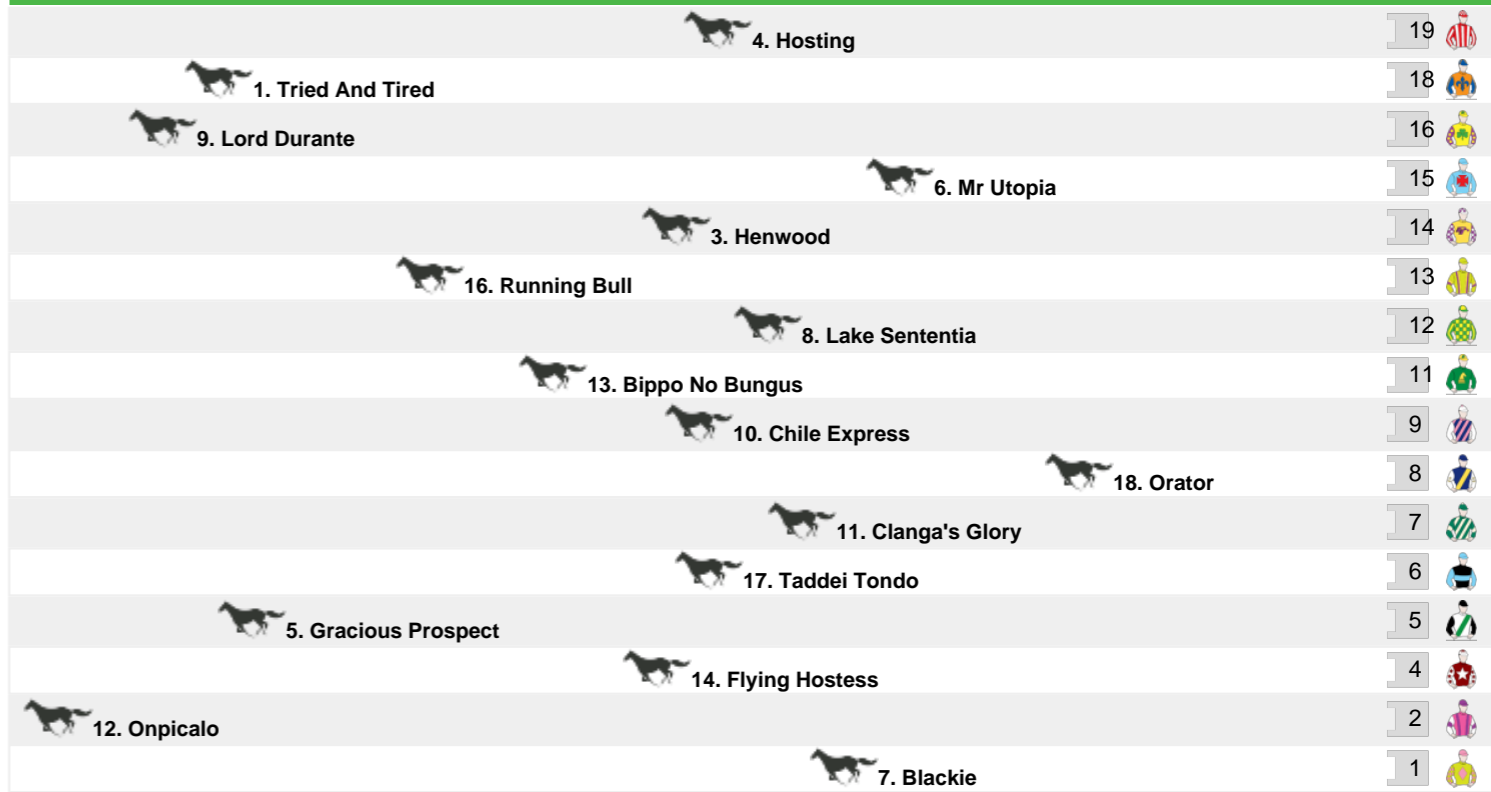 4. Hosting 19
1. Tried And Tired 18
9. Lord Durante 16
6. Mr Utopia 15
3. Henwood 14
16. Running Bull 13
8. Lake Sententia 12
13. Bippo No Bungus 11
10. Chile Express 9
18. Orator 8
11. Clanga's Glory 7
17. Taddei Tondo 6
5. Gracious Prospect 5
14. Flying Hostess 4
12. Onpicalo 2
7. Blackie 1